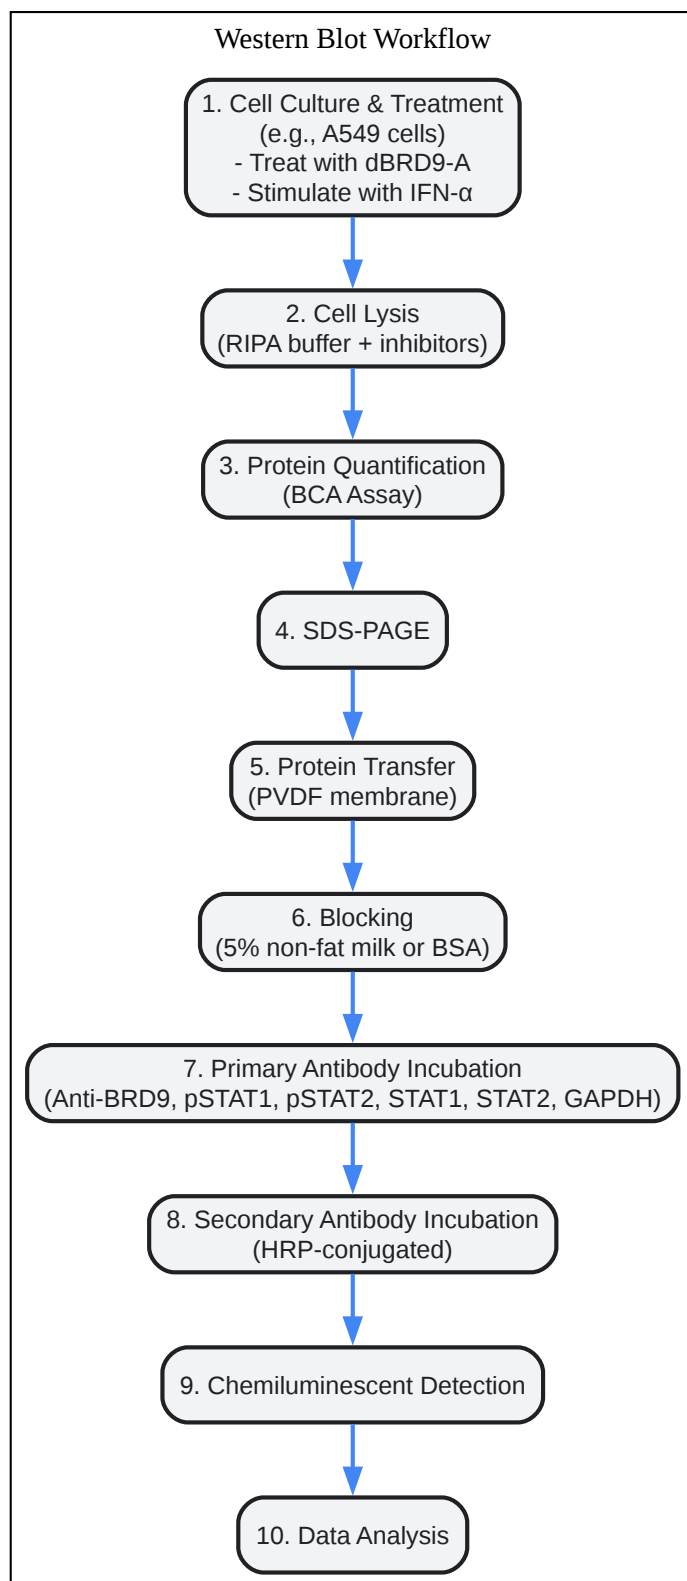 Western Blot Workflow
1. Cell Culture & Treatment
(e.g., A549 cells)
- Treat with dBRD9-A
- Stimulate with IFN-α
2. Cell Lysis
(RIPA buffer + inhibitors)
3. Protein Quantification
(BCA Assay)
4. SDS-PAGE
5. Protein Transfer
(PVDF membrane)
6. Blocking
(5% non-fat milk or BSA)
7. Primary Antibody Incubation
(Anti-BRD9, pSTAT1, pSTAT2, STAT1, STAT2, GAPDH)
8. Secondary Antibody Incubation
(HRP-conjugated)
9. Chemiluminescent Detection
10. Data Analysis